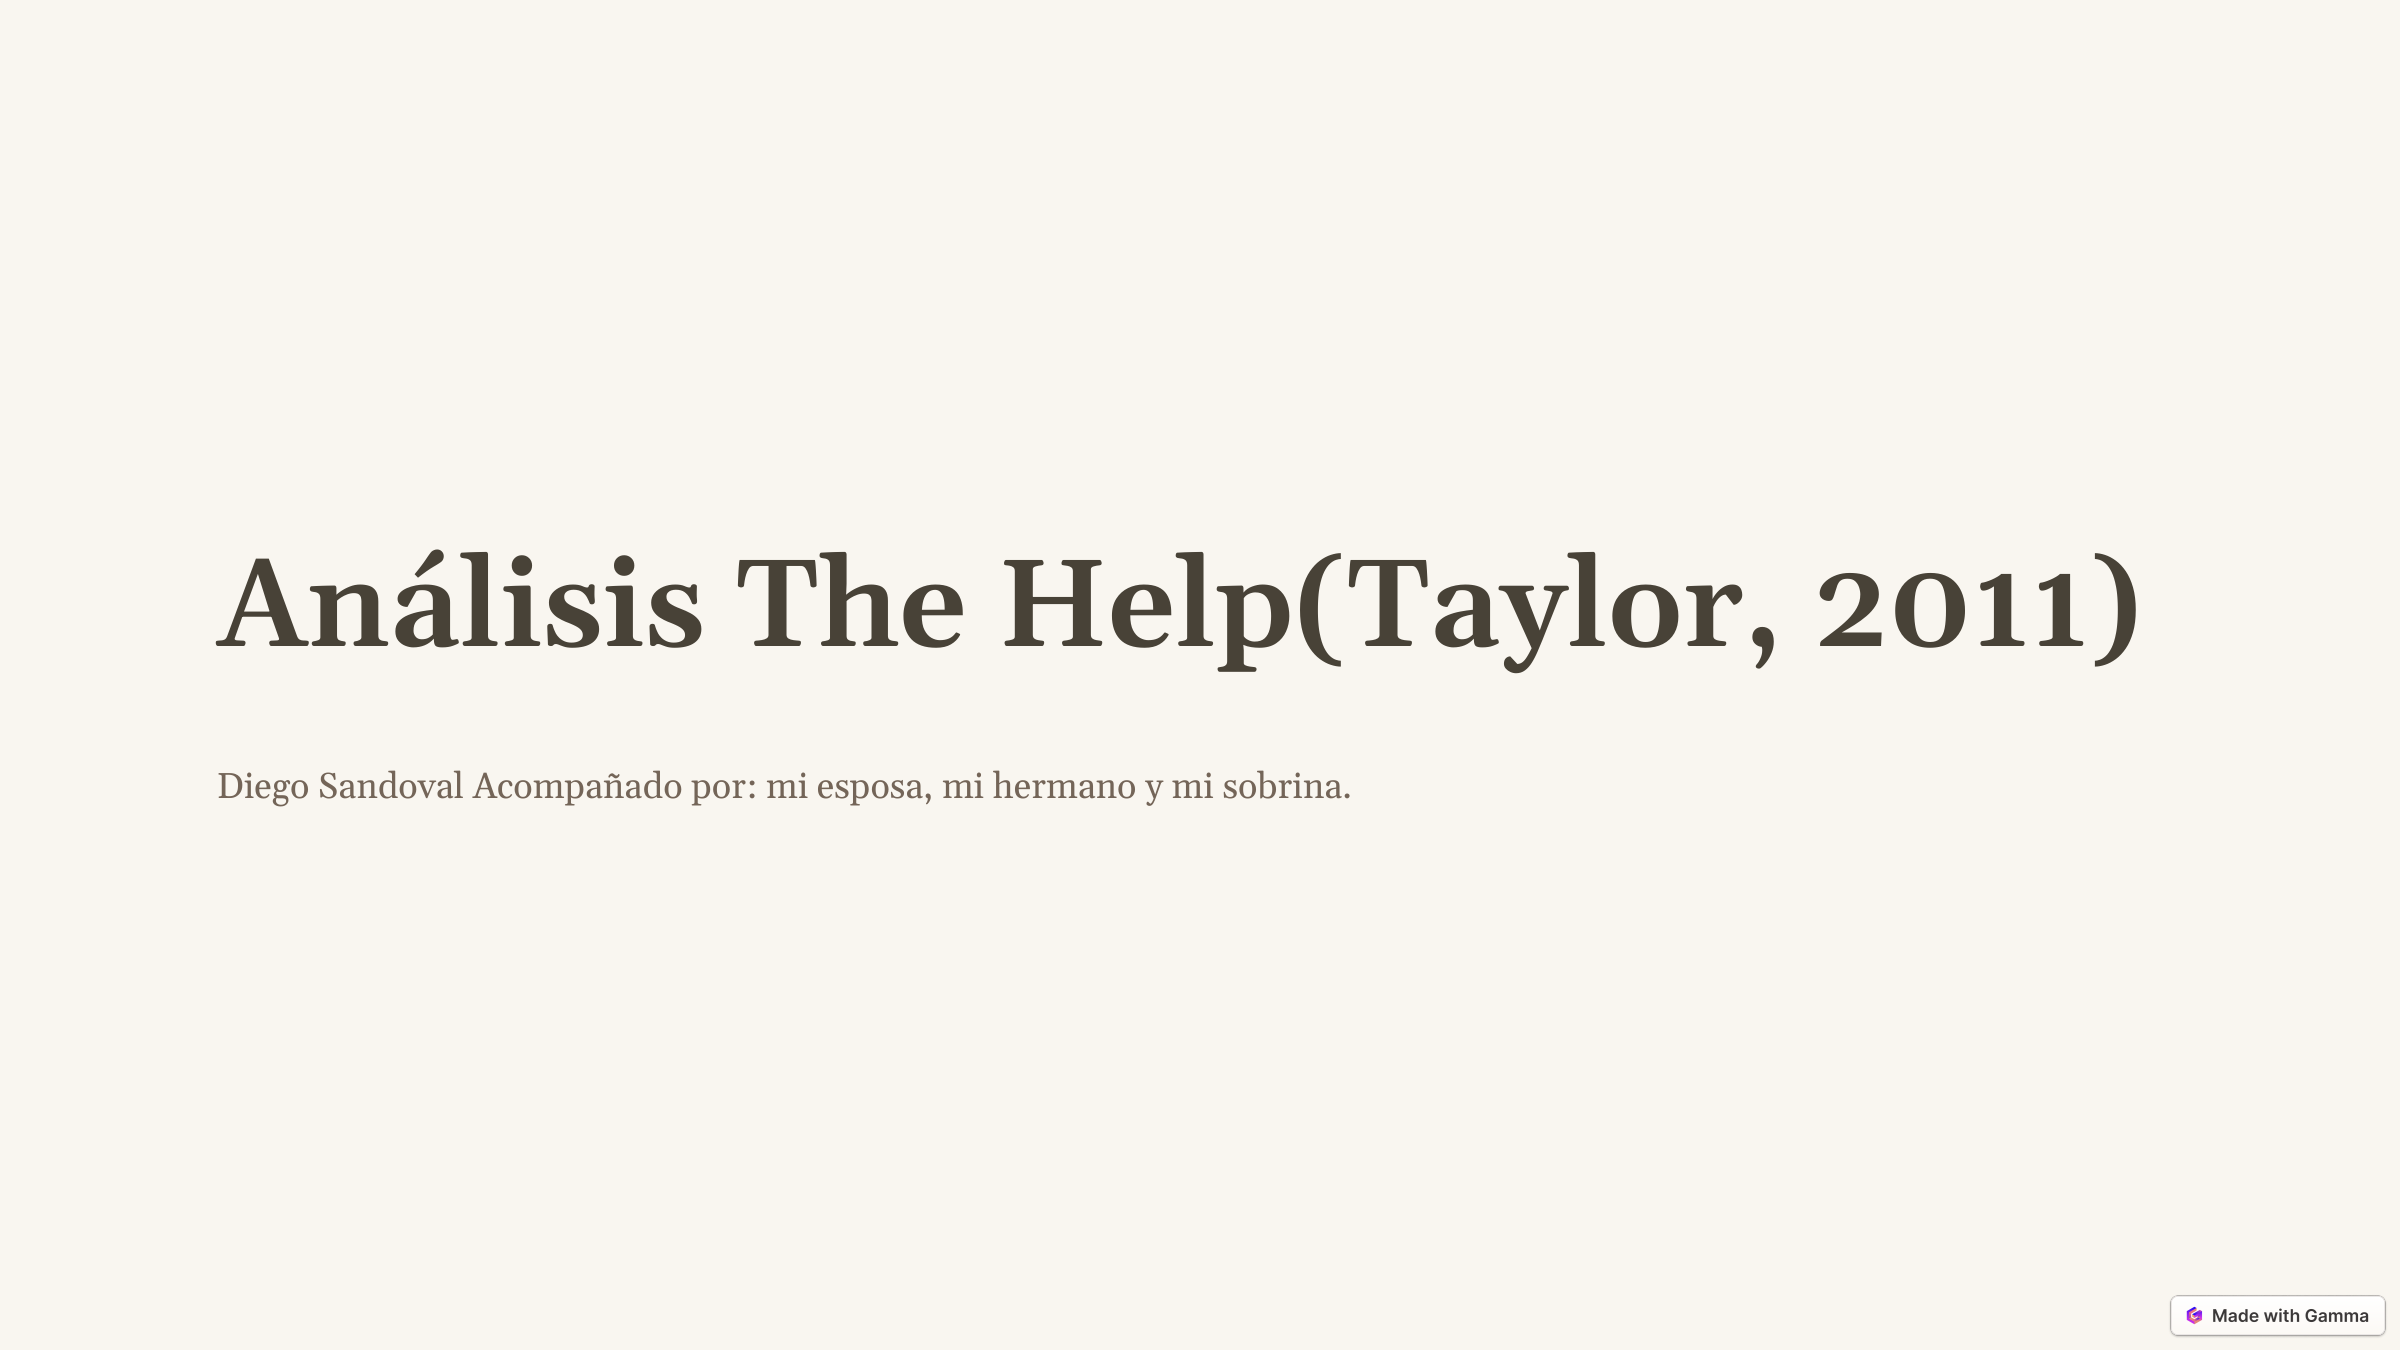 Análisis The Help(Taylor, 2011)
Diego Sandoval Acompañado por: mi esposa, mi hermano y mi sobrina.
Made with Gamma